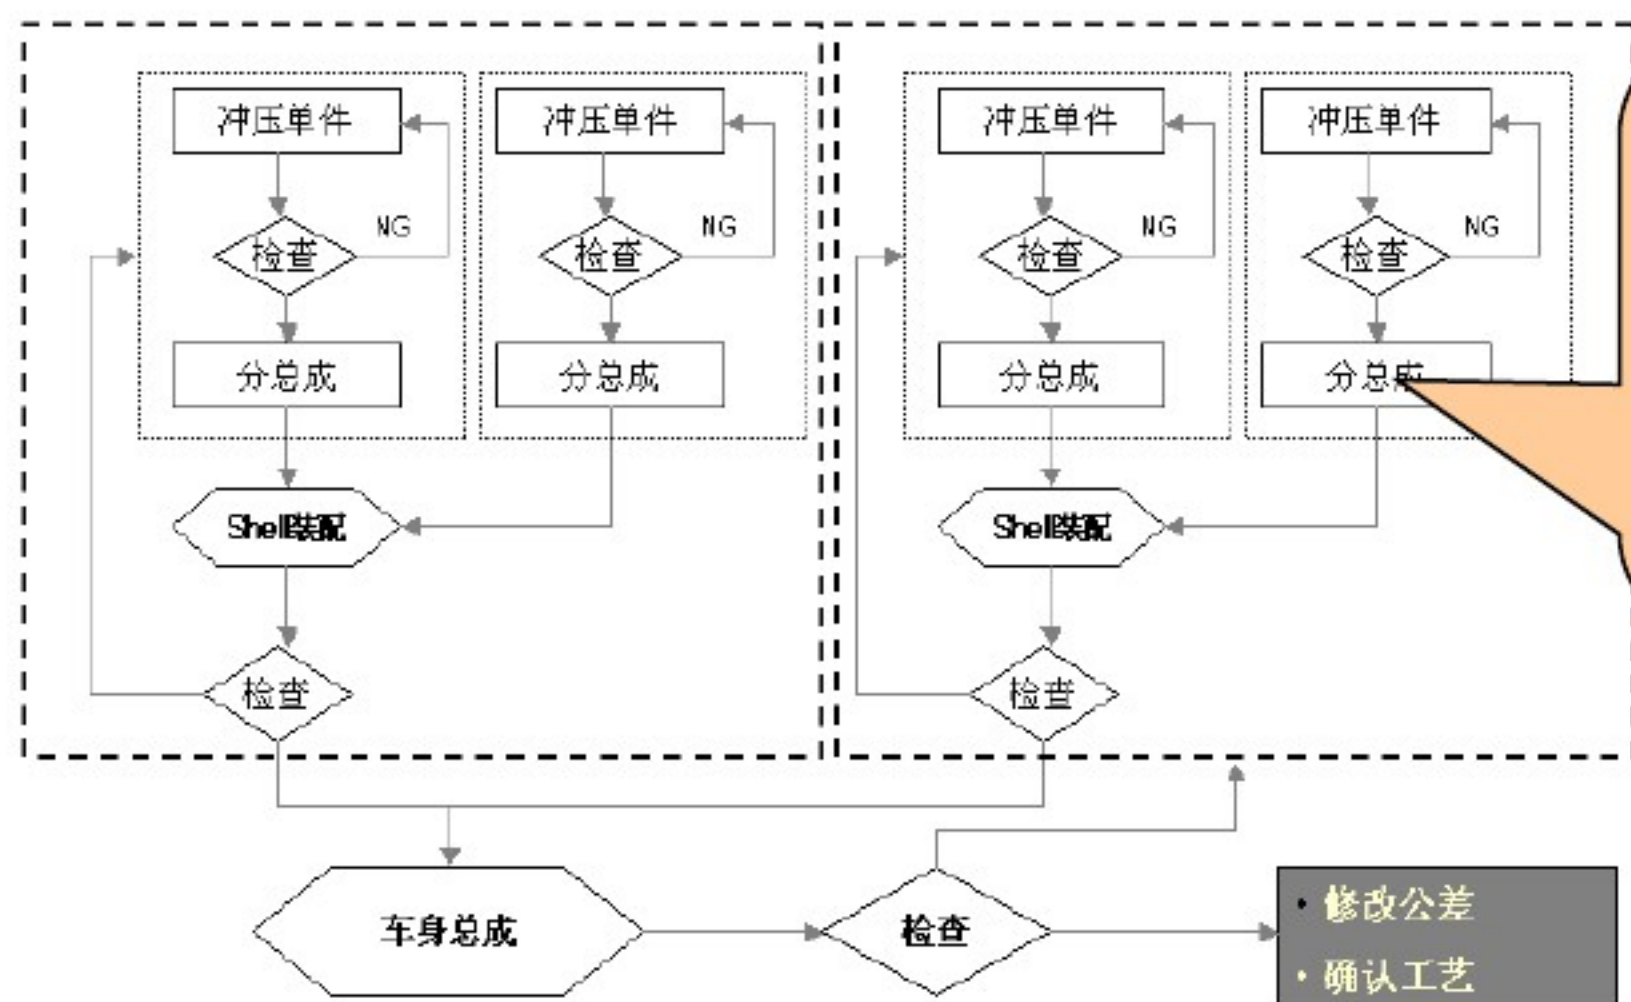 冲压单件
冲压单件
冲压单件
冲压单件
NG
NG
NG
NG
检查
检查
检查
检查
分总成
分总成
分总成
分总成
Shell装配
Shell装配
检查
检查
车身总成
检查
• 修改公差
• 确认工艺